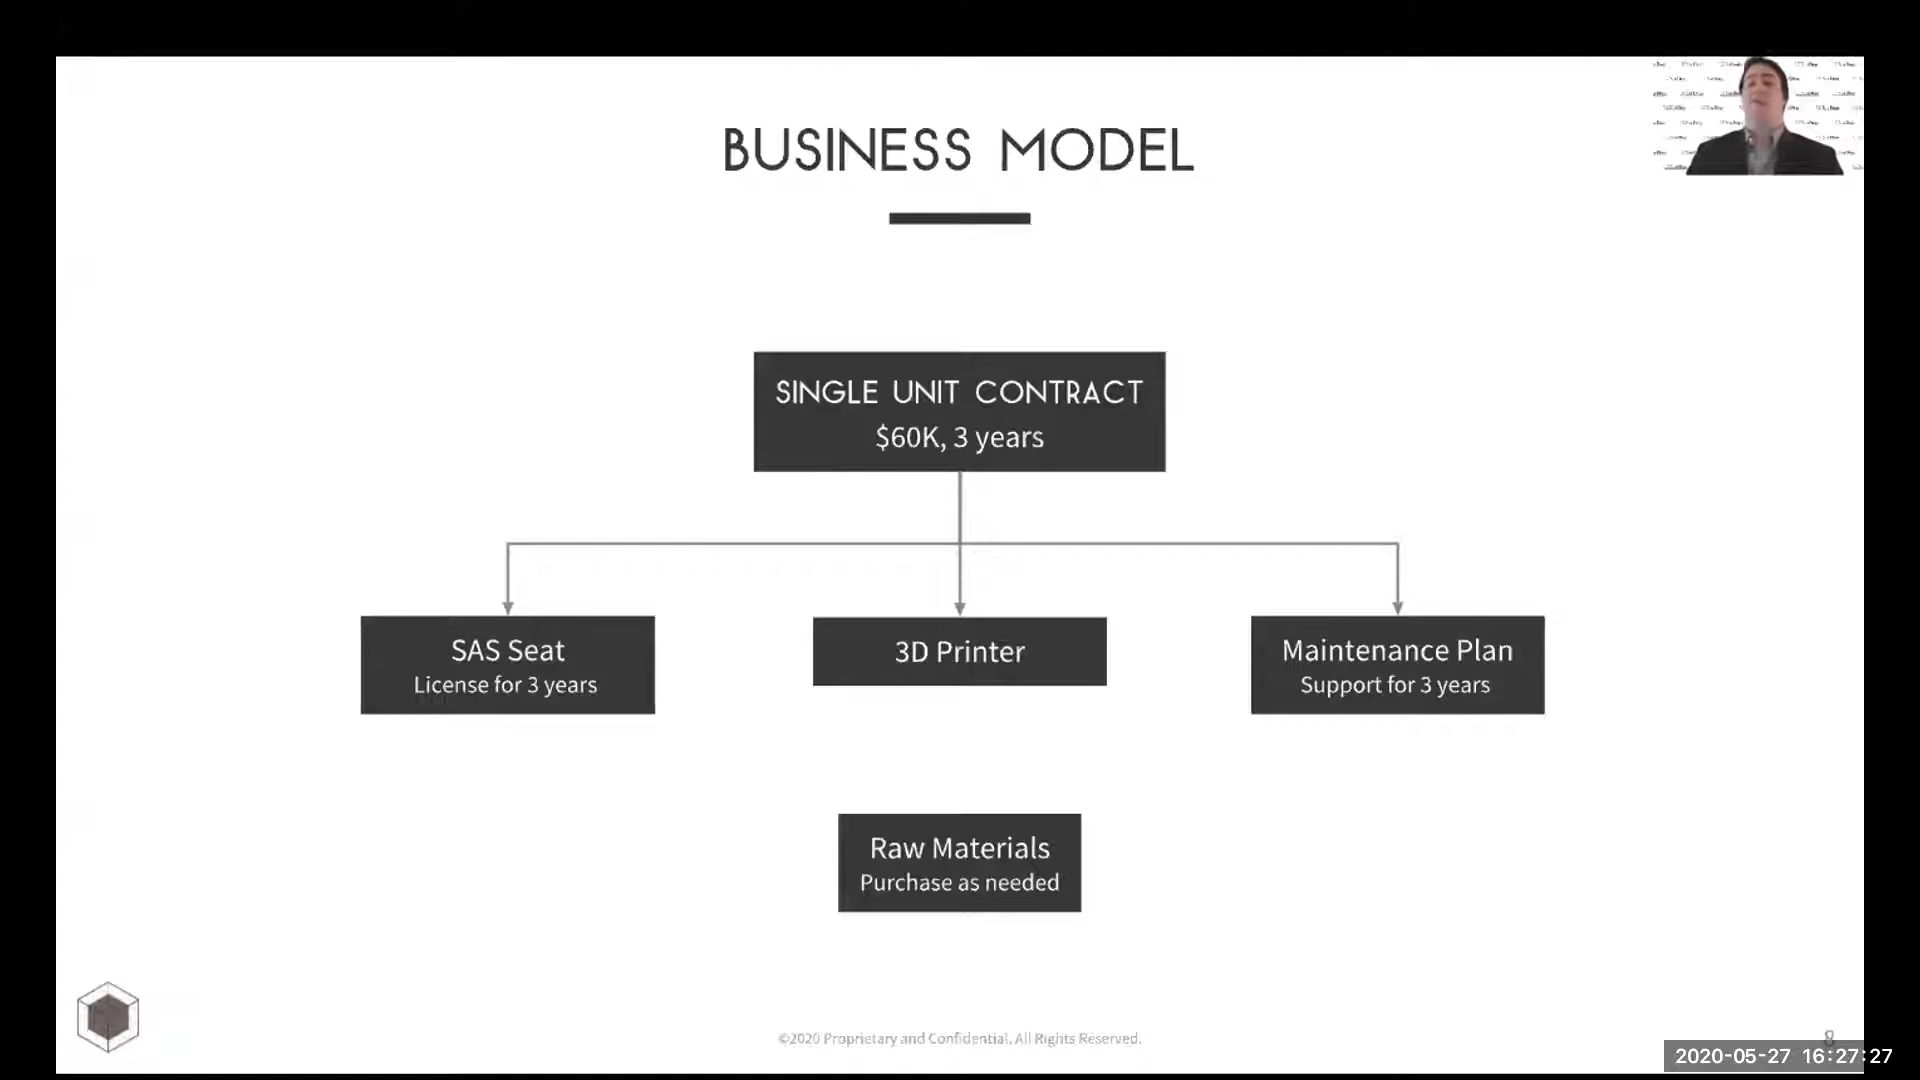 BUSINESS MODEL
SINGLE UNIT CONTRACT
$60K, 3 years
SAS Seat
License for 3 years
3D Printer
Maintenance Plan
Support for 3 years
Raw Materials
Purchase as needed
©2020 Proprietary and Confidential. All Rights Reserved.
8
2020-05-27 16:27:27